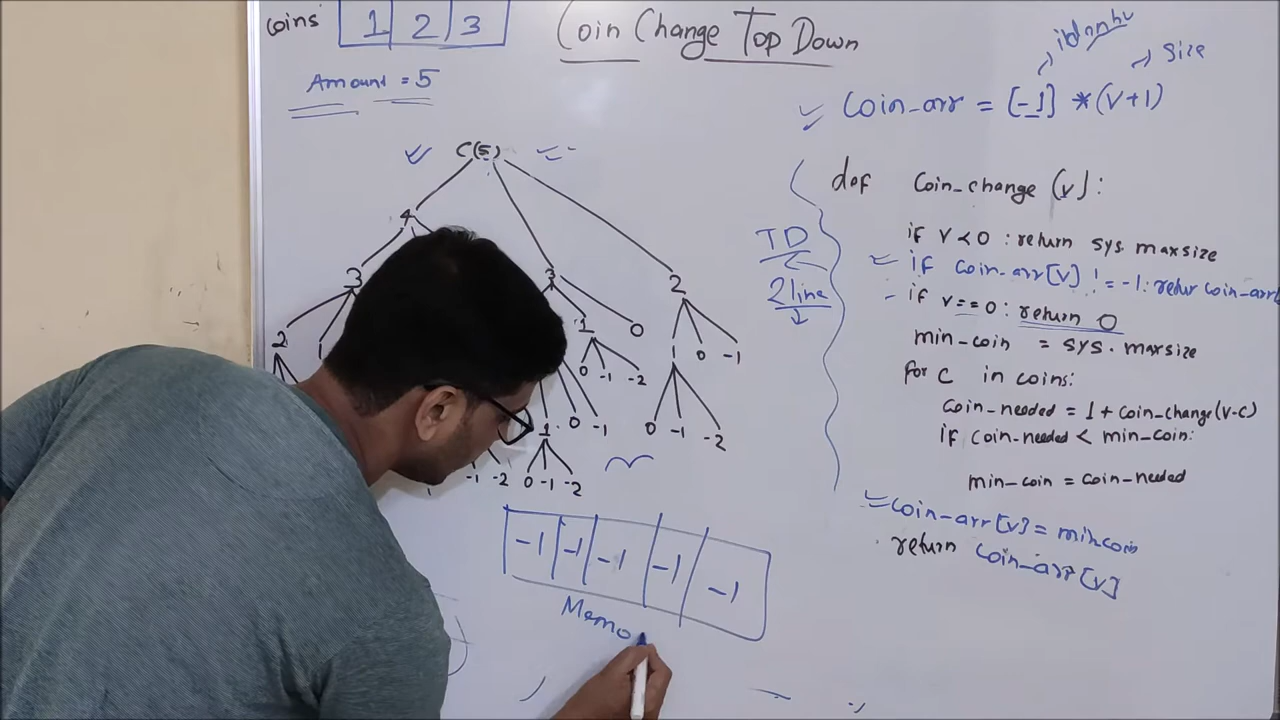 coins 1 2 3
Coin Change Top Down
Amount = 5
Size
Coin_arr = [-1] * (V+1)
C(5)
4
3 3 2
2 1 1 0 1 0 -1
0 -1 -2
1 0 -1 0 -1 -2
-1 -2 0 -1 -2
TD
2 line
def Coin_change (v):
if V < 0 : return sys. maxsize
if coin_arr[v] ! = -1: retur coin_arr
if v == 0 : return 0
min_coin = sys. maxsize
For C in coins:
coin_needed = 1 + coin_change(v-c)
if coin_needed < min_coin:
min_coin = coin_needed
coin_arr[v] = mincoin
return coin_arr[v]
-1 -1 -1 -1 -1
Memo